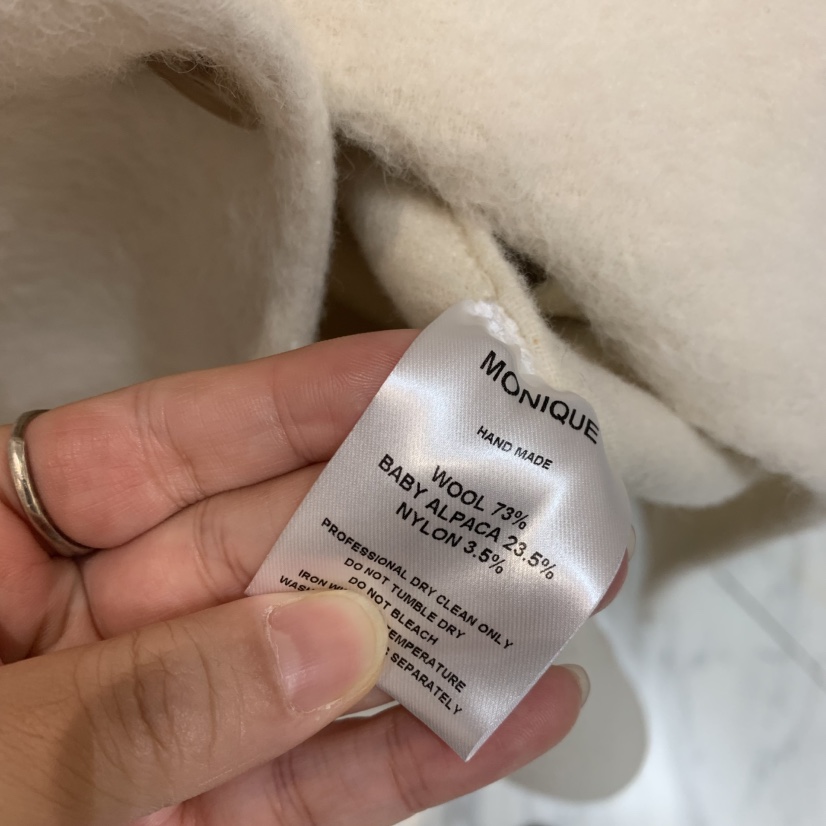 MONIQUE
HAND MADE
WOOL 73%
BABY ALPACA 23.5%
NYLON 3.5%
PROFESSIONAL DRY CLEAN ONLY
DO NOT TUMBLE DRY
DO NOT BLEACH
IRON TEMPERATURE
SEPARATELY